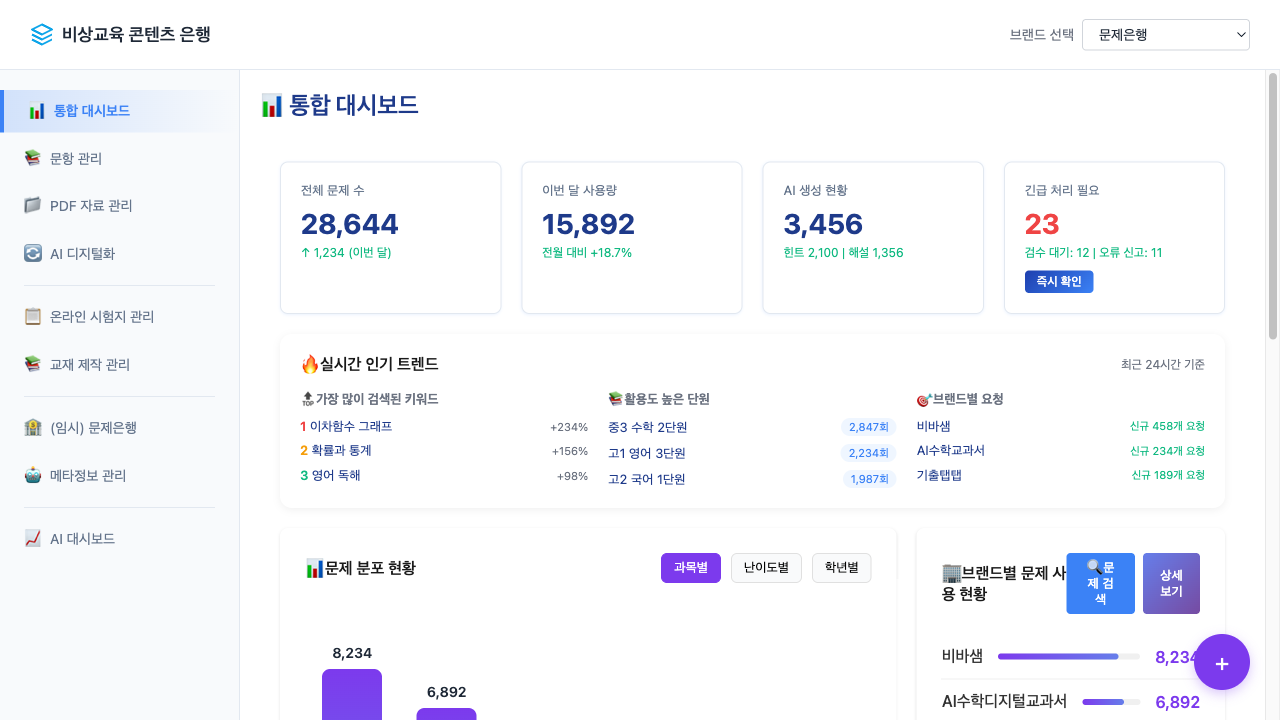 비상교육 콘텐츠 은행
브랜드 선택
문제은행
통합 대시보드
문항 관리
PDF 자료 관리
AI 디지털화
온라인 시험지 관리
교재 제작 관리
(임시) 문제은행
메타정보 관리
AI 대시보드
통합 대시보드
전체 문제 수
28,644
↑ 1,234 (이번 달)
이번 달 사용량
15,892
전월 대비 +18.7%
AI 생성 현황
3,456
힌트 2,100 | 해설 1,356
긴급 처리 필요
23
검수 대기: 12 | 오류 신고: 11
즉시 확인
실시간 인기 트렌드
최근 24시간 기준
가장 많이 검색된 키워드
1 이차함수 그래프 +234%
2 확률과 통계 +156%
3 영어 독해 +98%
활용도 높은 단원
중3 수학 2단원 2,847회
고1 영어 3단원 2,234회
고2 국어 1단원 1,987회
브랜드별 요청
비바샘 신규 458개 요청
AI수학교과서 신규 234개 요청
기출탭탭 신규 189개 요청
문제 분포 현황
과목별
난이도별
학년별
8,234
6,892
브랜드별 문제 사
용 현황
문
제 검
색
상세
보기
비바샘 8,234
AI수학디지털교과서 6,892
+